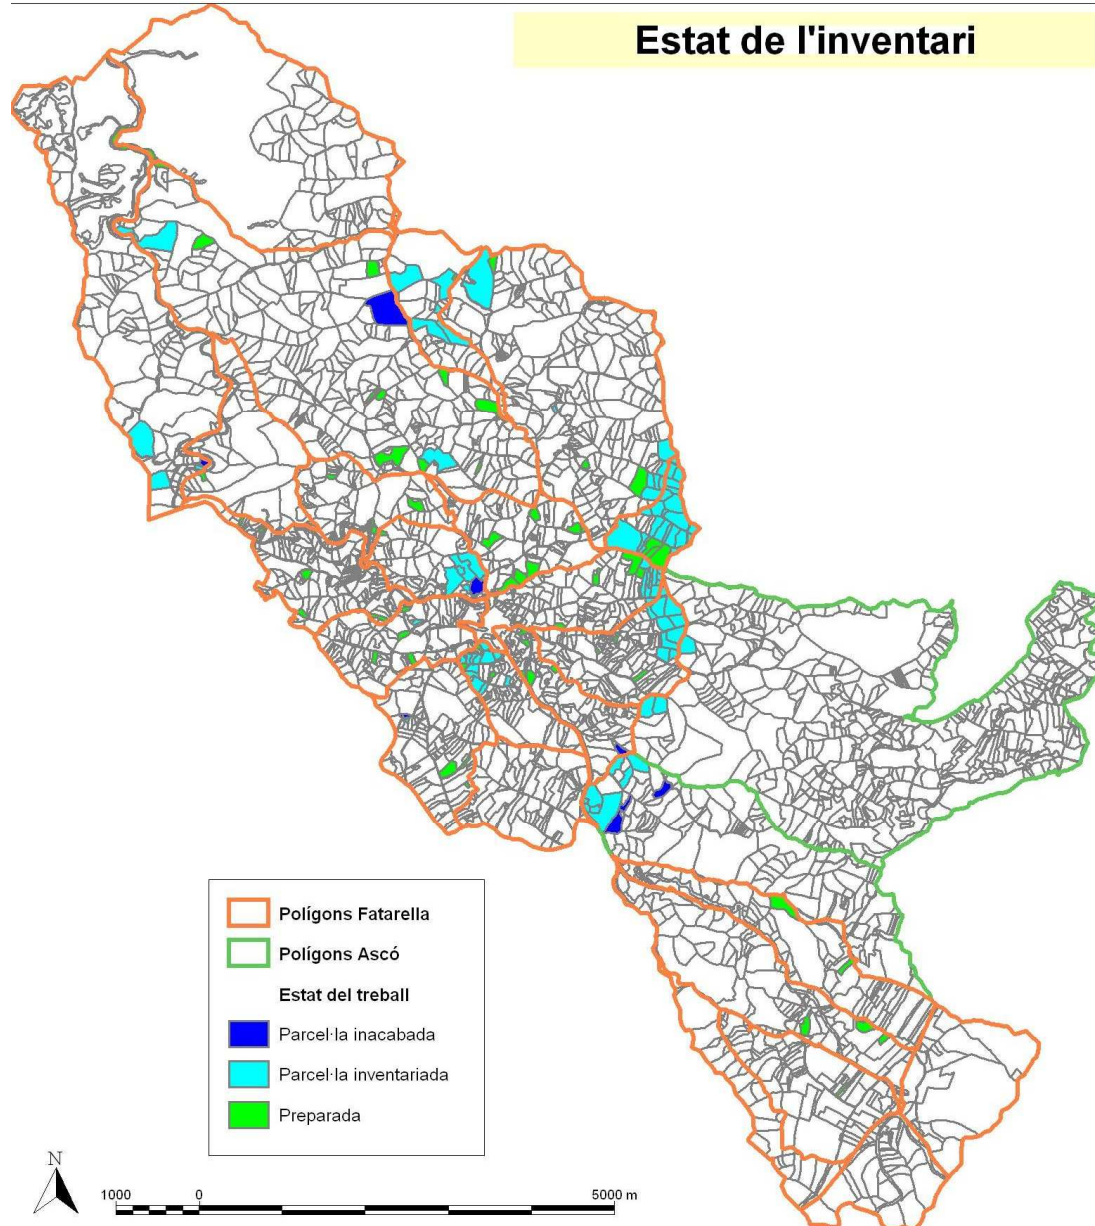 Estat de l'inventari
Polígons Fatarella
Polígons Ascó
Estat del treball
Parcel·la inacabada
Parcel·la inventariada
Preparada
N
1000 0 5000 m